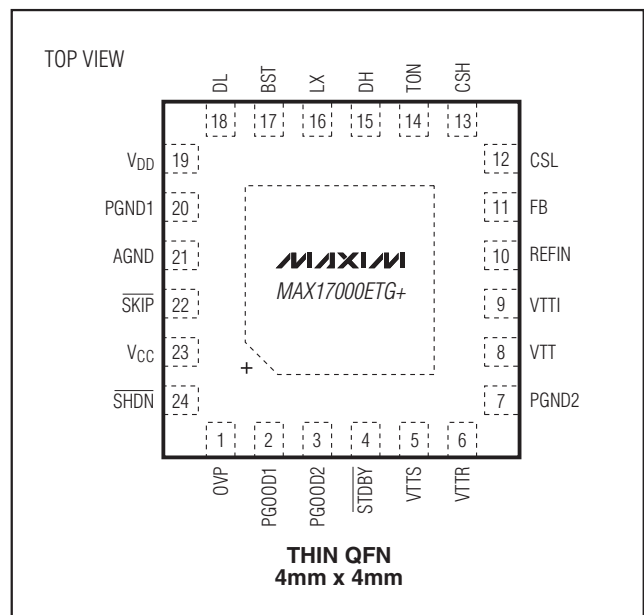 TOP VIEW
DL
BST
LX
DH
TON
CSH
18
17
16
15
14
13
VDD 19
12 CSL
PGND1 20
11 FB
AGND 21
10 REFIN
MAXIM
MAX17000ETG+
SKIP 22
9 VTTI
VCC 23
8 VTT
+
SHDN 24
7 PGND2
1
2
3
4
5
6
OVP
PGOOD1
PGOOD2
STDBY
VTTS
VTTR
THIN QFN
4mm x 4mm